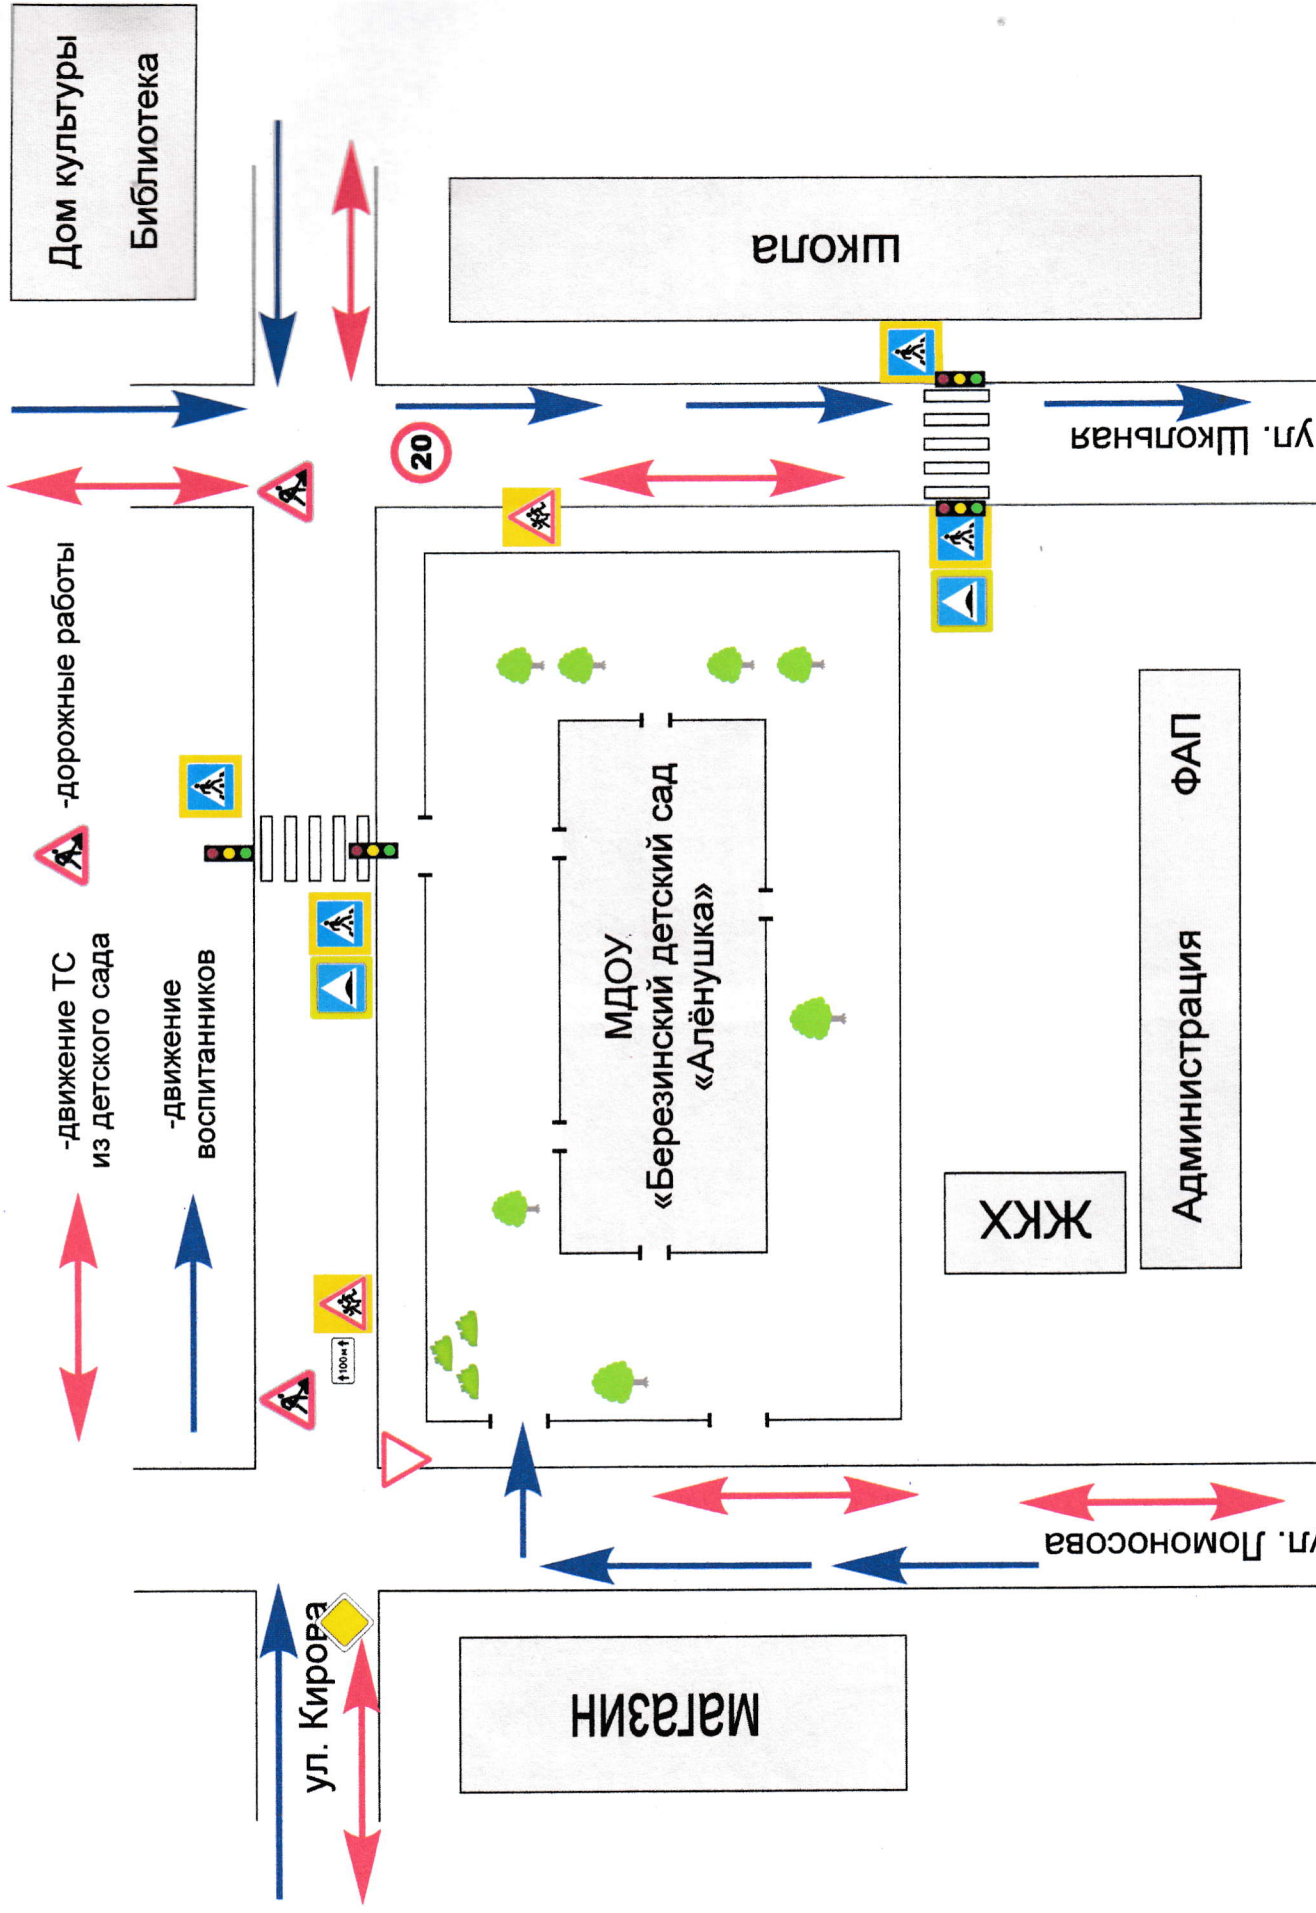 Дом культуры
Библиотека
-дорожные работы
-движение ТС
из детского сада
-движение
воспитанников
20
школа
ул. Школьная
100м
МДОУ
«Березинский детский сад
«Алёнушка»
ФАП
Администрация
ЖКХ
ул. Ломоносова
ул. Кирова
магазин